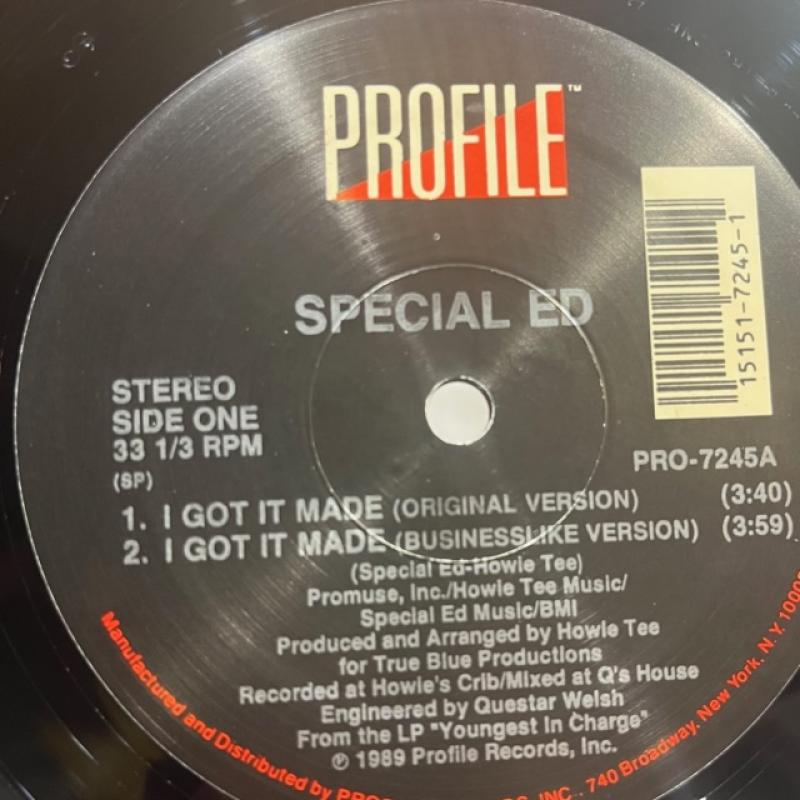 PROFILE™
SPECIAL ED
15151-7245-1
STEREO
SIDE ONE
33 1/3 RPM
(SP)
PRO-7245A
1. I GOT IT MADE (ORIGINAL VERSION) (3:40)
2. I GOT IT MADE (BUSINESSLIKE VERSION) (3:59)
(Special Ed-Howie Tee)
Promuse, Inc./Howie Tee Music/
Special Ed Music/BMI
Produced and Arranged by Howie Tee
for True Blue Productions
Recorded at Howie's Crib/Mixed at Q's House
Engineered by Questar Welsh
From the LP "Youngest In Charge"
℗ 1989 Profile Records, Inc.
Manufactured and Distributed by INC., 740 Broadway, New York, N.Y.